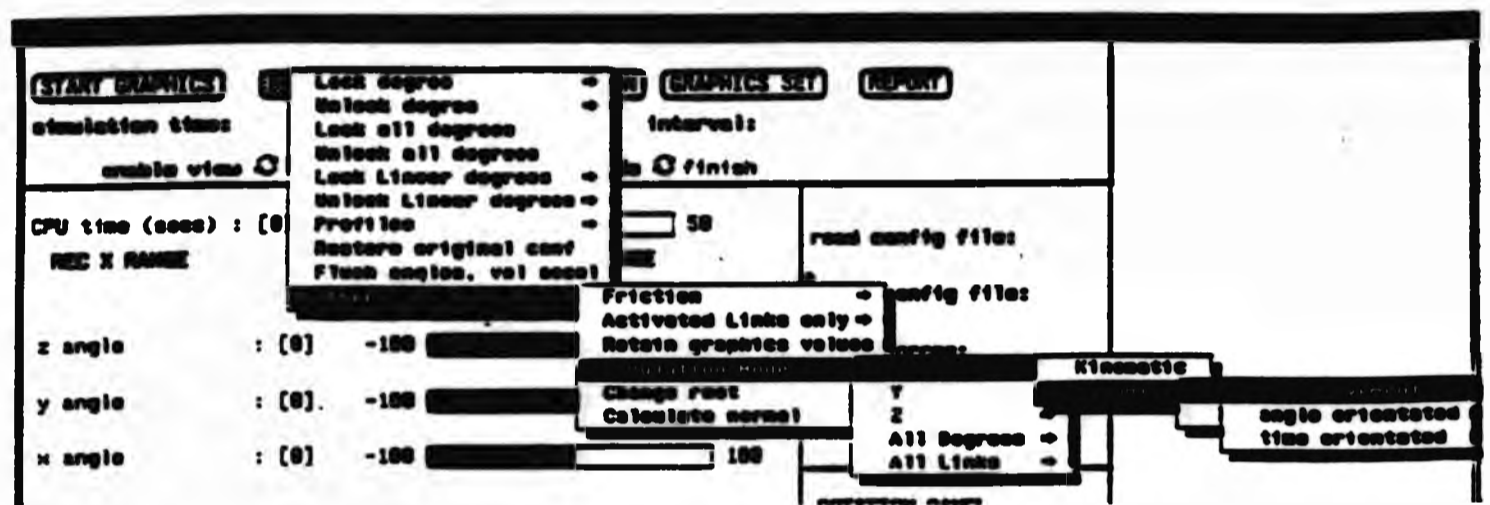 START GRAPHICS
GRAPHICS SET
REPORT
simulation time:
interval:
enable view
finish
Lock degree
Unlock degree
Lock all degrees
Unlock all degrees
Lock Linear degrees
Unlock Linear degrees
Profiles
Restore original conf
Flush angles, vel accel
CPU time (secs) : [0]
50
REC X RANGE
read config file:
config file:
Friction
Activated Links only
Retain graphics values
Change root
Calculate normal
Kinematic
Y
Z
All Degrees
All Links
angle orientated
time orientated
z angle : [0] -100
y angle : [0] -100
x angle : [0] -100 100